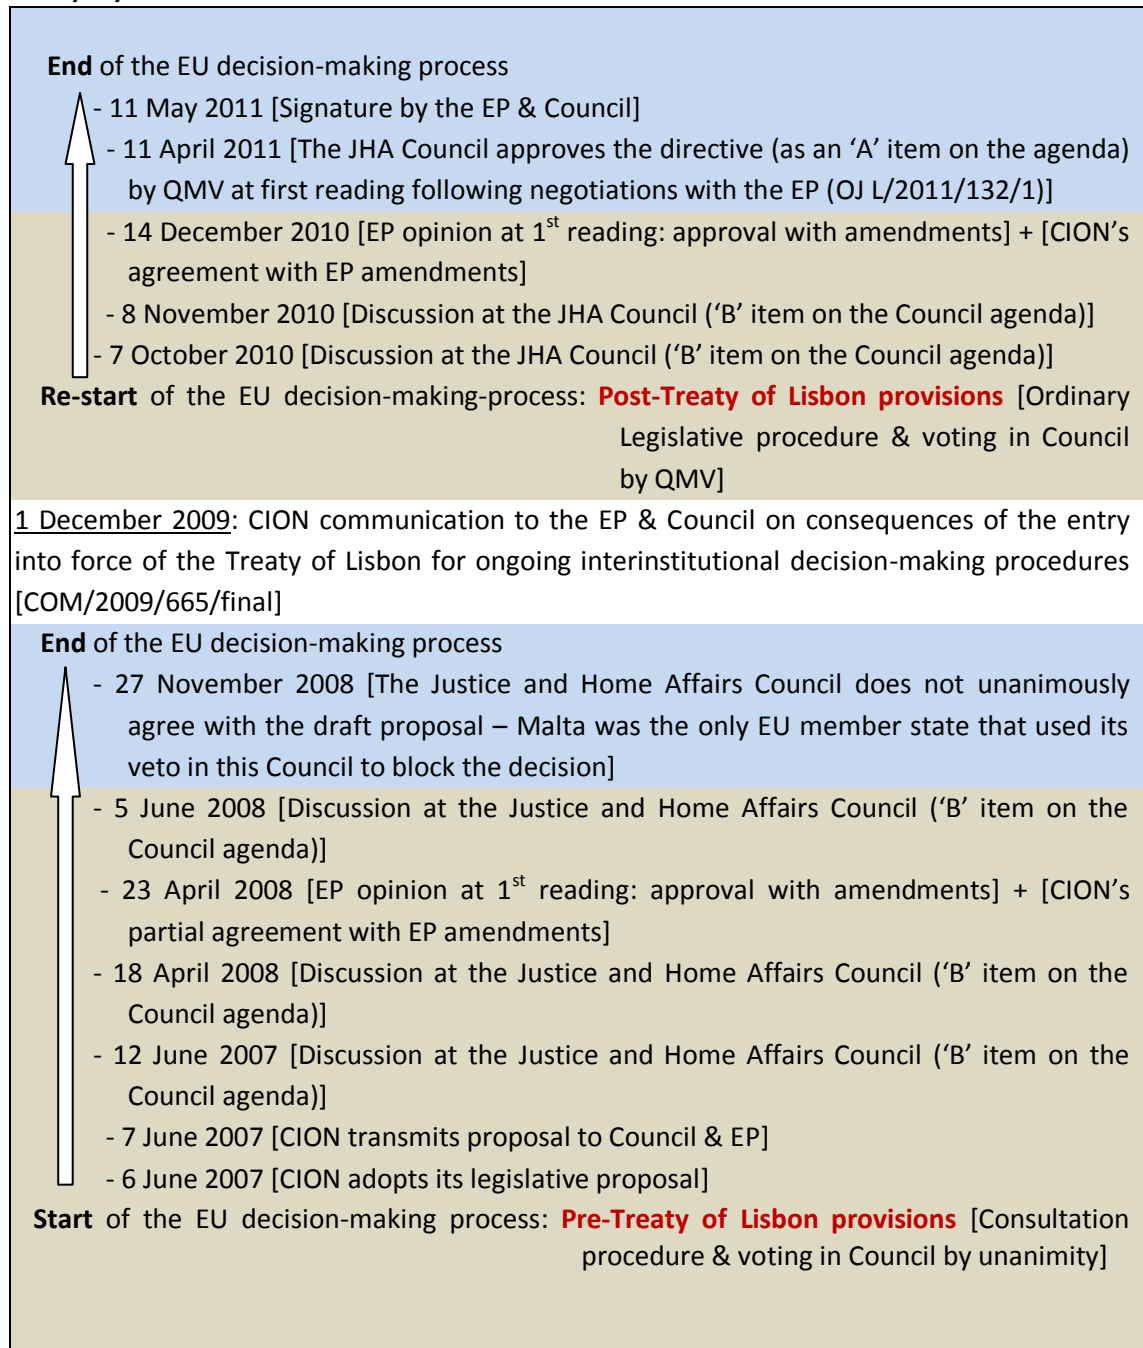 End of the EU decision-making process
- 11 May 2011 [Signature by the EP & Council]
- 11 April 2011 [The JHA Council approves the directive (as an ‘A’ item on the agenda)
by QMV at first reading following negotiations with the EP (OJ L/2011/132/1)]
- 14 December 2010 [EP opinion at 1st reading: approval with amendments] + [CION’s
agreement with EP amendments]
- 8 November 2010 [Discussion at the JHA Council (‘B’ item on the Council agenda)]
- 7 October 2010 [Discussion at the JHA Council (‘B’ item on the Council agenda)]
Re-start of the EU decision-making-process: Post-Treaty of Lisbon provisions [Ordinary
Legislative procedure & voting in Council
by QMV]
1 December 2009: CION communication to the EP & Council on consequences of the entry
into force of the Treaty of Lisbon for ongoing interinstitutional decision-making procedures
[COM/2009/665/final]
End of the EU decision-making process
- 27 November 2008 [The Justice and Home Affairs Council does not unanimously
agree with the draft proposal – Malta was the only EU member state that used its
veto in this Council to block the decision]
- 5 June 2008 [Discussion at the Justice and Home Affairs Council (‘B’ item on the
Council agenda)]
- 23 April 2008 [EP opinion at 1st reading: approval with amendments] + [CION’s
partial agreement with EP amendments]
- 18 April 2008 [Discussion at the Justice and Home Affairs Council (‘B’ item on the
Council agenda)]
- 12 June 2007 [Discussion at the Justice and Home Affairs Council (‘B’ item on the
Council agenda)]
- 7 June 2007 [CION transmits proposal to Council & EP]
- 6 June 2007 [CION adopts its legislative proposal]
Start of the EU decision-making process: Pre-Treaty of Lisbon provisions [Consultation
procedure & voting in Council by unanimity]